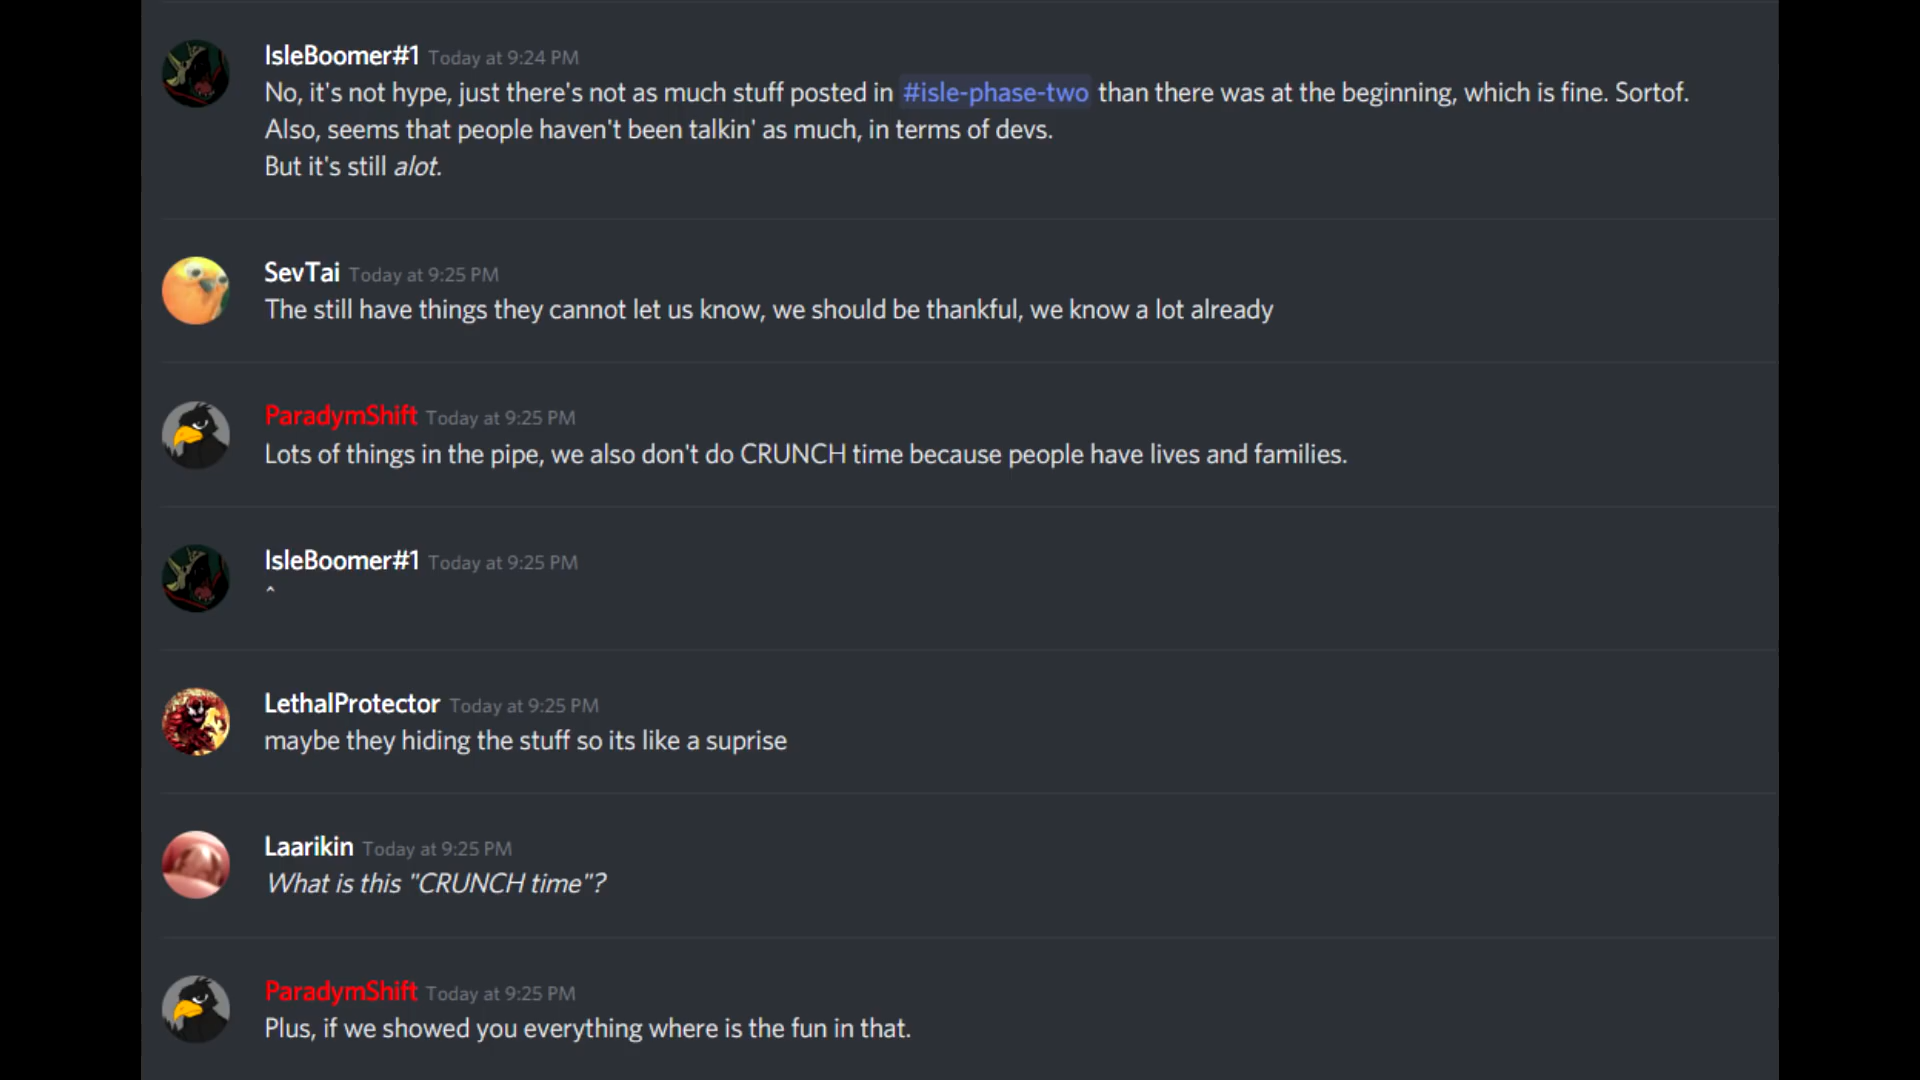 IsleBoomer#1 Today at 9:24 PM
No, it's not hype, just there's not as much stuff posted in #isle-phase-two than there was at the beginning, which is fine. Sortof.
Also, seems that people haven't been talkin' as much, in terms of devs.
But it's still alot.
SevTai Today at 9:25 PM
The still have things they cannot let us know, we should be thankful, we know a lot already
ParadymShift Today at 9:25 PM
Lots of things in the pipe, we also don't do CRUNCH time because people have lives and families.
IsleBoomer#1 Today at 9:25 PM
^
LethalProtector Today at 9:25 PM
maybe they hiding the stuff so its like a suprise
Laarikin Today at 9:25 PM
What is this "CRUNCH time"?
ParadymShift Today at 9:25 PM
Plus, if we showed you everything where is the fun in that.